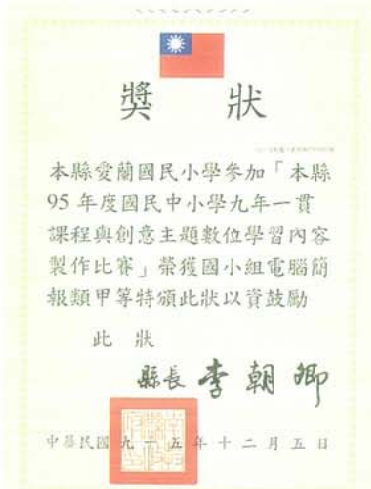 獎狀
本縣愛蘭國民小學參加「本縣
95 年度國民中小學九年一貫
課程與創意主題數位學習內容
製作比賽」榮獲國小組電腦簡
報類甲等特頒此狀以資鼓勵
此狀
縣長 李朝卿
中華民國九十五年十二月五日